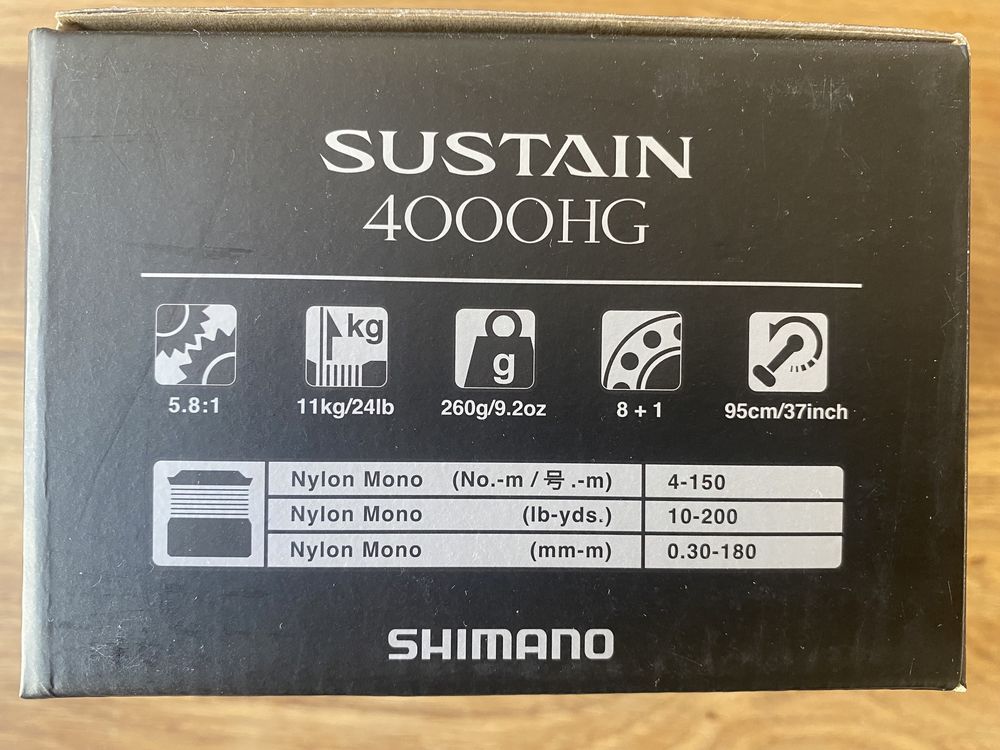 SUSTAIN
4000HG
kg
g
5.8:1 11kg/24lb 260g/9.2oz 8 + 1 95cm/37inch
Nylon Mono (No.-m / 号 .-m) 4-150
Nylon Mono (lb-yds.) 10-200
Nylon Mono (mm-m) 0.30-180
SHIMANO